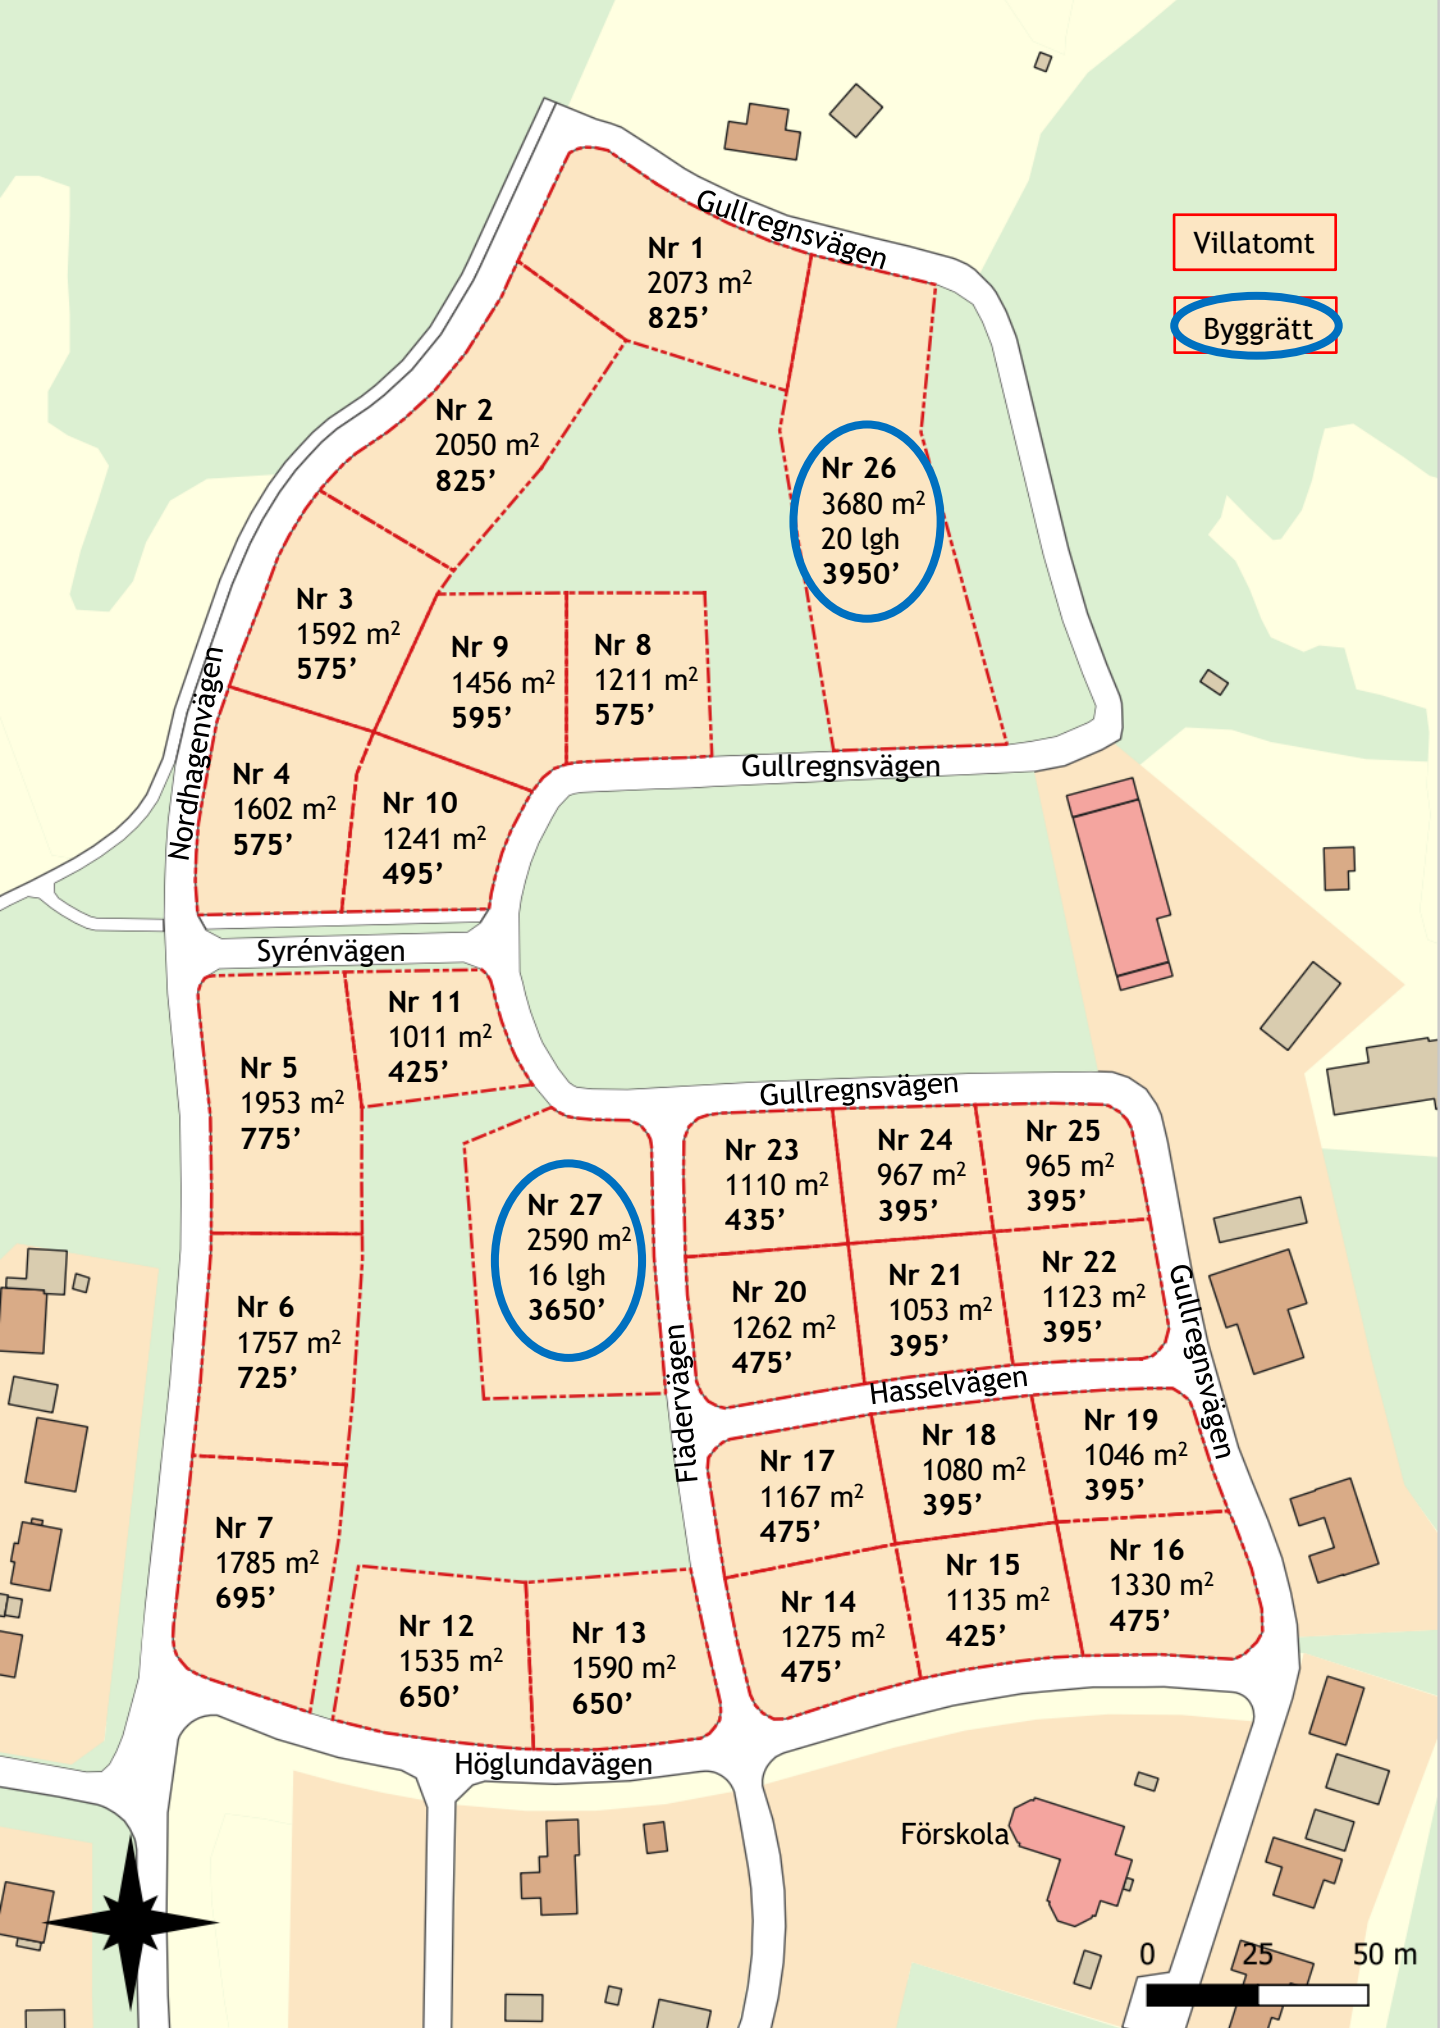 Gullregnsvägen
Villatomt
Byggrätt
Nr 1
2073 m²
825’
Nr 2
2050 m²
825’
Nr 26
3680 m²
20 lgh
3950’
Nr 3
1592 m²
575’
Nr 9
1456 m²
595’
Nr 8
1211 m²
575’
Nordhagenvägen
Gullregnsvägen
Nr 4
1602 m²
575’
Nr 10
1241 m²
495’
Syrénvägen
Nr 11
1011 m²
425’
Nr 5
1953 m²
775’
Gullregnsvägen
Nr 23
1110 m²
435’
Nr 24
967 m²
395’
Nr 25
965 m²
395’
Nr 27
2590 m²
16 lgh
3650’
Nr 6
1757 m²
725’
Nr 20
1262 m²
475’
Nr 21
1053 m²
395’
Nr 22
1123 m²
395’
Gullregnsvägen
Flädervägen
Hasselvägen
Nr 17
1167 m²
475’
Nr 18
1080 m²
395’
Nr 19
1046 m²
395’
Nr 7
1785 m²
695’
Nr 12
1535 m²
650’
Nr 13
1590 m²
650’
Nr 14
1275 m²
475’
Nr 15
1135 m²
425’
Nr 16
1330 m²
475’
Höglundavägen
Förskola
0 25 50 m